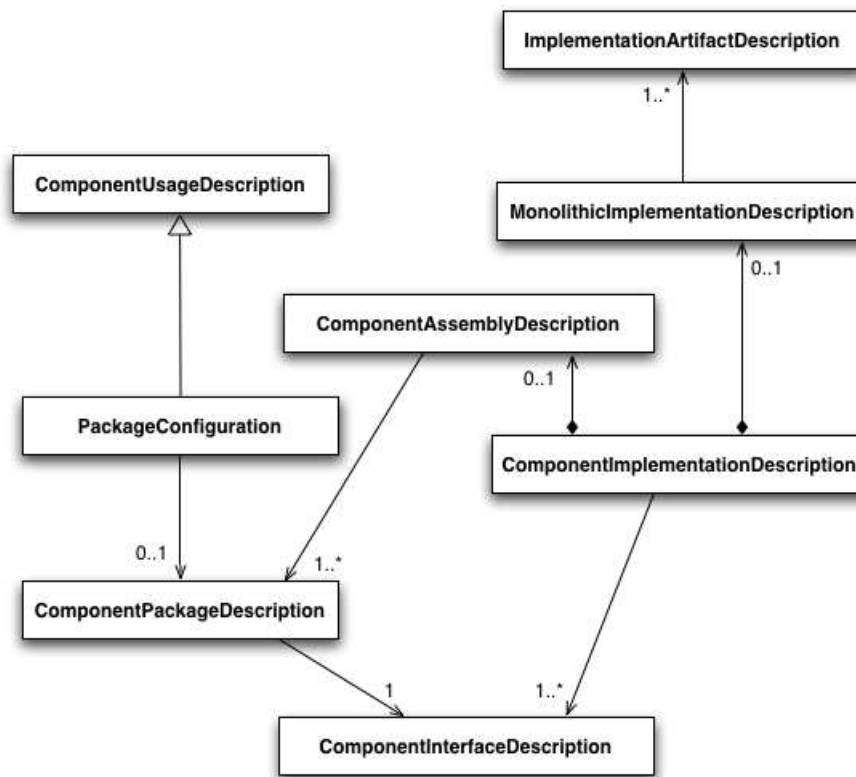 ImplementationArtifactDescription
1..*
ComponentUsageDescription
MonolithicImplementationDescription
0..1
ComponentAssemblyDescription
0..1
PackageConfiguration
ComponentImplementationDescription
0..1
1..*
ComponentPackageDescription
1
1..*
ComponentInterfaceDescription